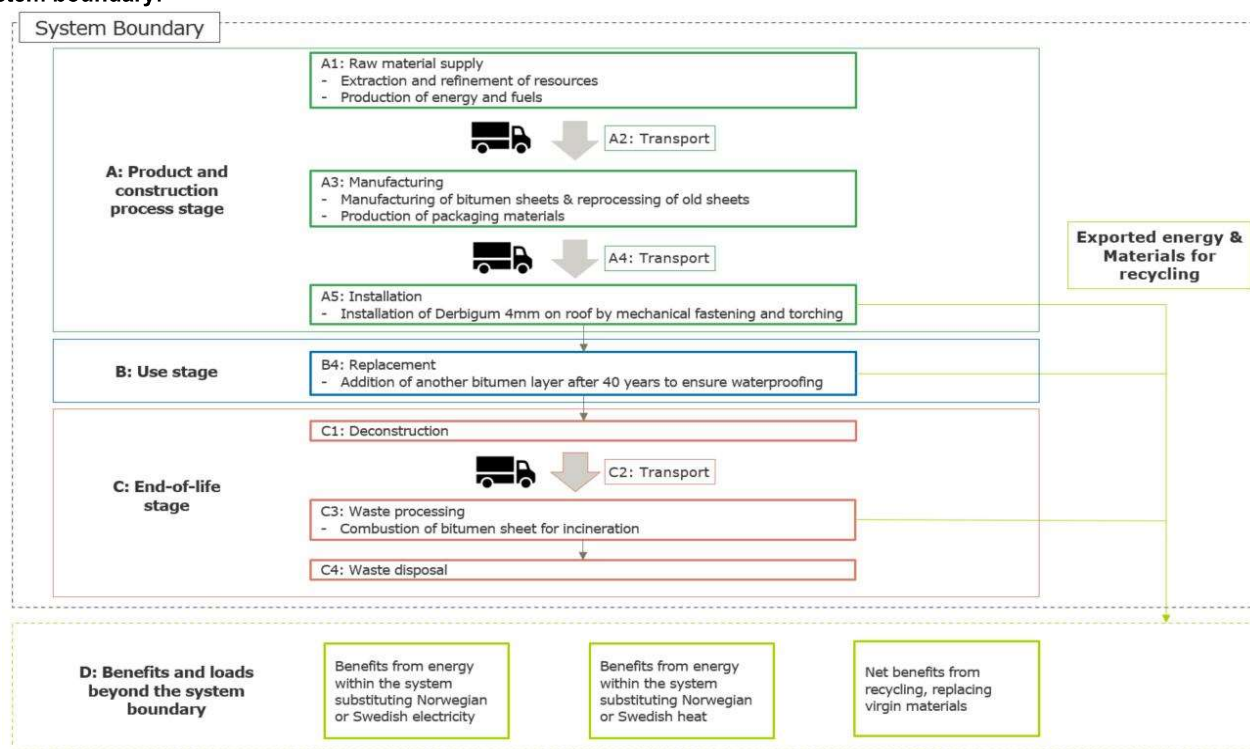 System Boundary
A1: Raw material supply
- Extraction and refinement of resources
- Production of energy and fuels
A2: Transport
A: Product and
construction
process stage
A3: Manufacturing
- Manufacturing of bitumen sheets & reprocessing of old sheets
- Production of packaging materials
A4: Transport
A5: Installation
- Installation of Derbigum 4mm on roof by mechanical fastening and torching
Exported energy &
Materials for
recycling
B: Use stage
B4: Replacement
- Addition of another bitumen layer after 40 years to ensure waterproofing
C1: Deconstruction
C2: Transport
C: End-of-life
stage
C3: Waste processing
- Combustion of bitumen sheet for incineration
C4: Waste disposal
D: Benefits and loads
beyond the system
boundary
Benefits from energy
within the system
substituting Norwegian
or Swedish electricity
Benefits from energy
within the system
substituting Norwegian
or Swedish heat
Net benefits from
recycling, replacing
virgin materials